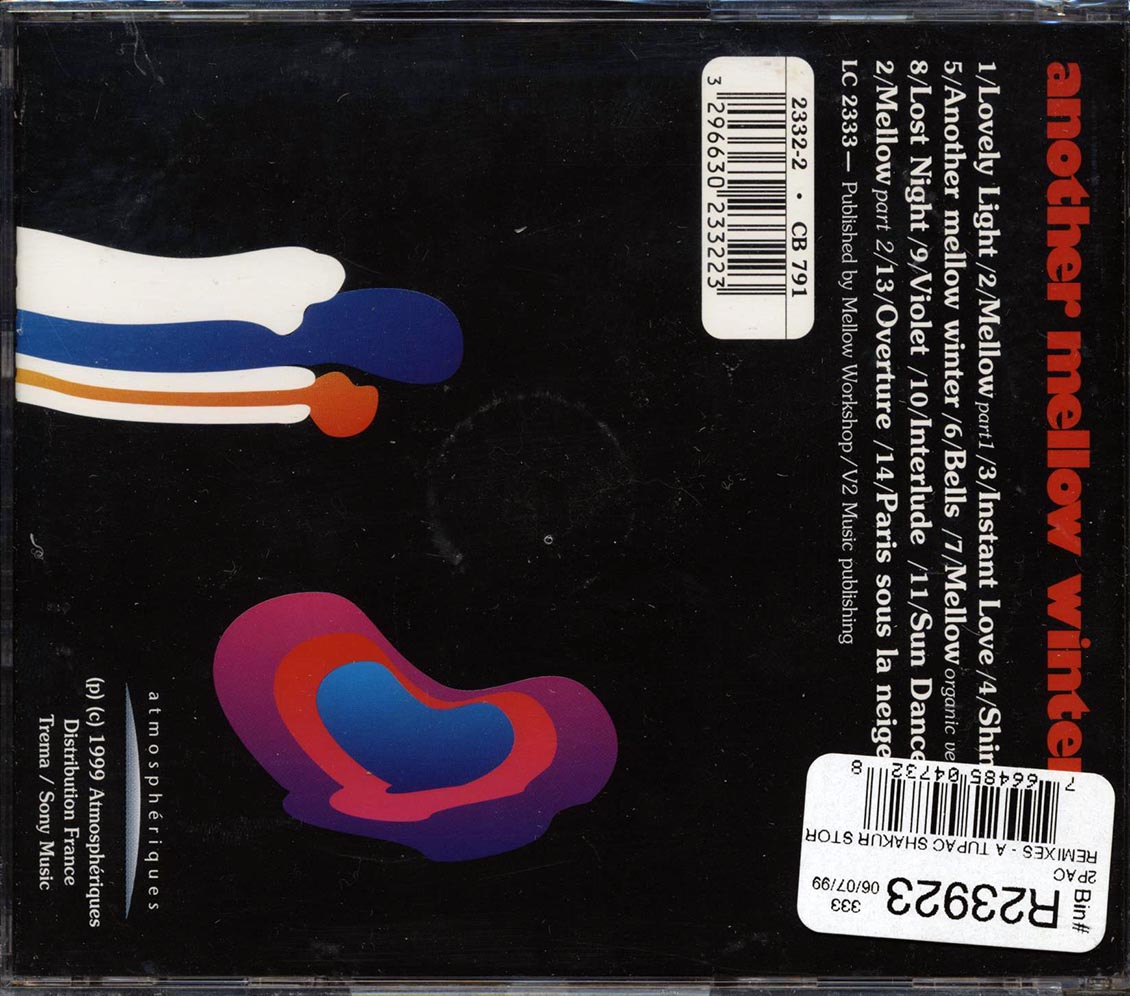 another mellow winter
1/Lovely Light /2/Mellow part1 /3/Instant Love /4/Shin
5/Another mellow winter /6/Bells /7/Mellow organic ve
8/Lost Night /9/Violet /10/Interlude /11/Sun Dance
2/Mellow part 2/13/Overture /14/Paris sous la neige
LC 2333— Published by Mellow Workshop /V2 Music publishing
2332-2 • CB 791
3 296630 233223
atmosphériques
(p) (c) 1999 Atmosphériques
Distribution France
Trema / Sony Music
7 66485 04732 8
REMIXES - A TUPAC SHAKUR STOR
2PAC
Bin# R23923 333 06/07/99